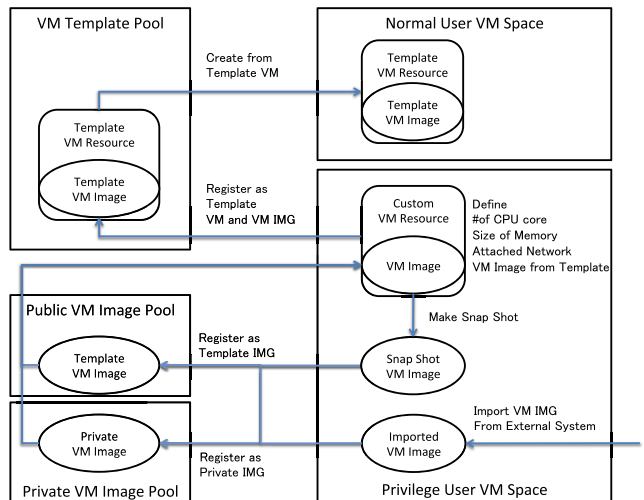 VM Template Pool
Normal User VM Space
Create from
Template VM
Template
VM Resource
Template
VM Image
Template
VM Resource
Template
VM Image
Register as
Template
VM and VM IMG
Custom
VM Resource
VM Image
Define
#of CPU core
Size of Memory
Attached Network
VM Image from Template
Make Snap Shot
Public VM Image Pool
Register as
Template IMG
Template
VM Image
Snap Shot
VM Image
Import VM IMG
From External System
Private
VM Image
Imported
VM Image
Register as
Private IMG
Private VM Image Pool
Privilege User VM Space